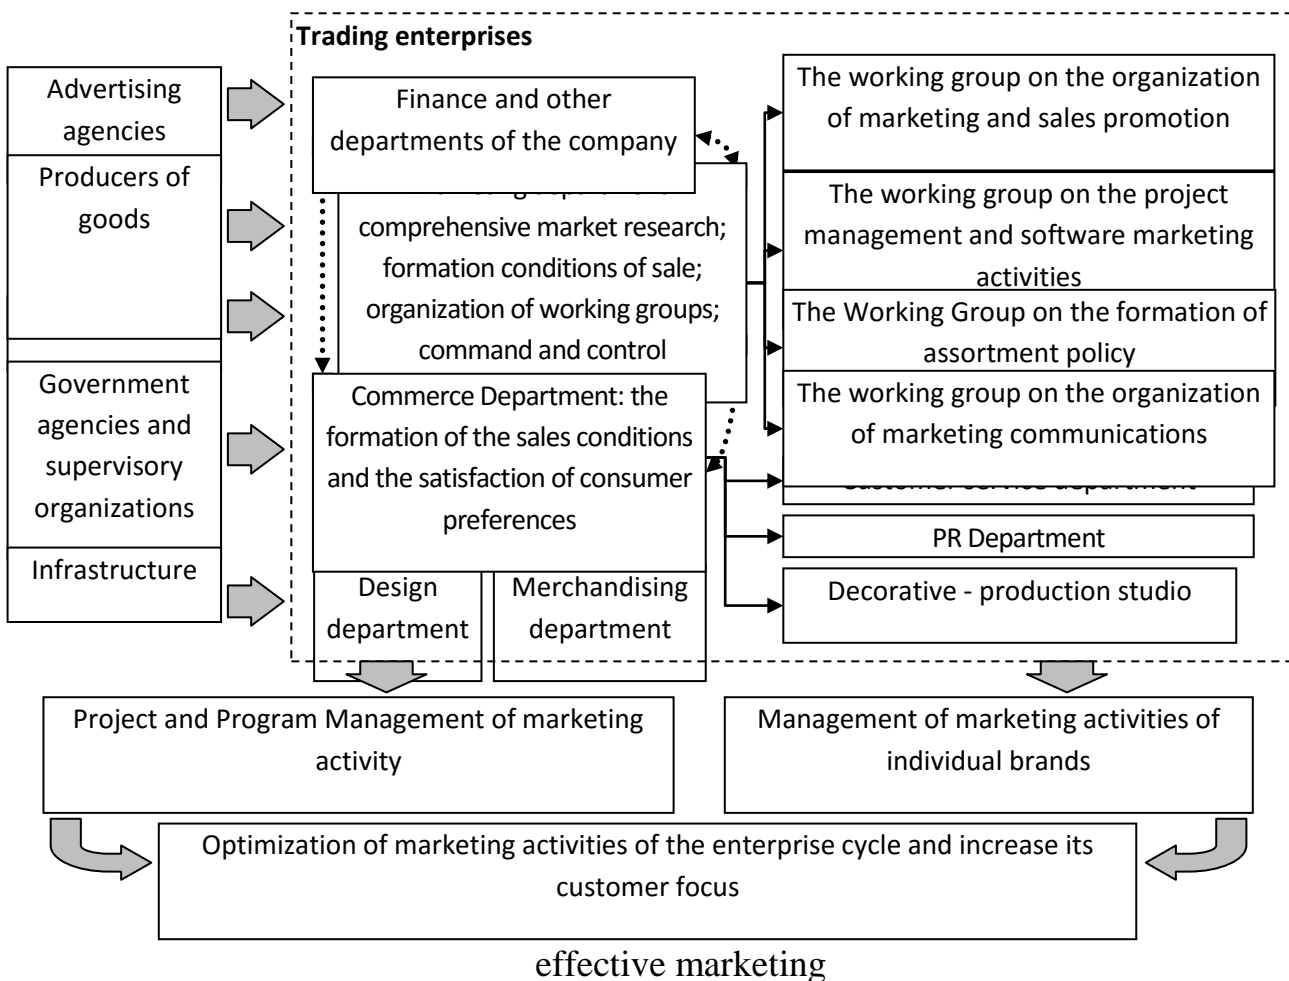 Trading enterprises
Advertising
agencies
Producers of
goods
Government
agencies and
supervisory
organizations
Infrastructure
Finance and other
departments of the company
comprehensive market research;
formation conditions of sale;
organization of working groups;
command and control
Commerce Department: the
formation of the sales conditions
and the satisfaction of consumer
preferences
Design
department
Merchandising
department
The working group on the organization
of marketing and sales promotion
The working group on the project
management and software marketing
activities
The Working Group on the formation of
assortment policy
The working group on the organization
of marketing communications
Customer service department
PR Department
Decorative - production studio
Project and Program Management of marketing
activity
Management of marketing activities of
individual brands
Optimization of marketing activities of the enterprise cycle and increase its
customer focus
effective marketing